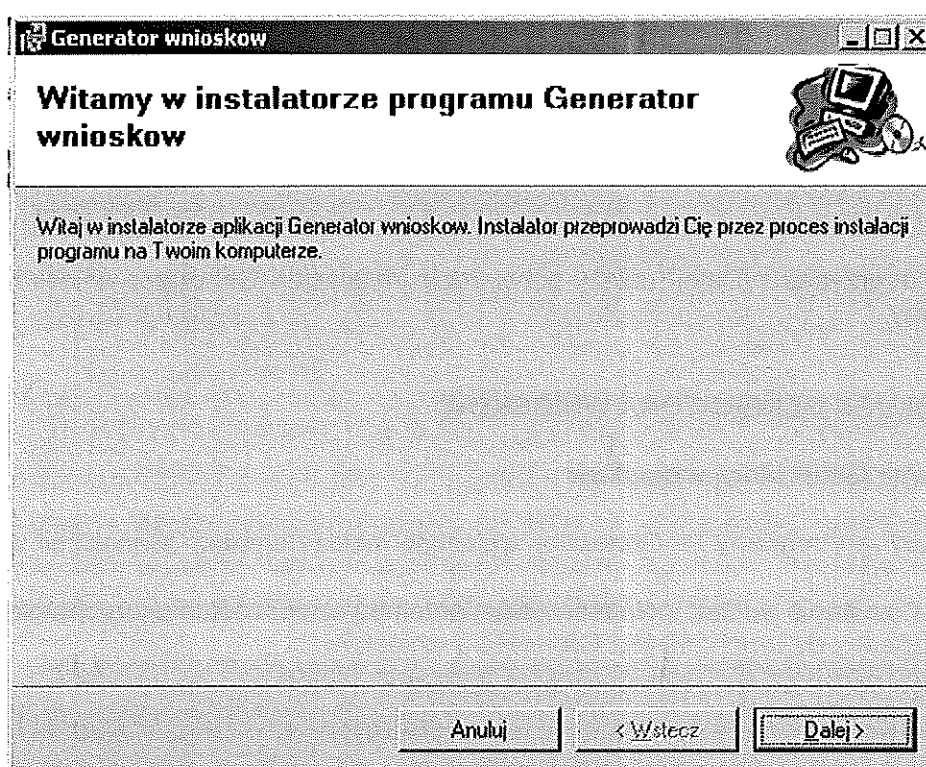 Generator wnioskow
Witamy w instalatorze programu Generator
wnioskow
Witaj w instalatorze aplikacji Generator wnioskow. Instalator przeprowadzi Cię przez proces instalacji
programu na Twoim komputerze.
Anuluj
< Wstecz
Dalej >